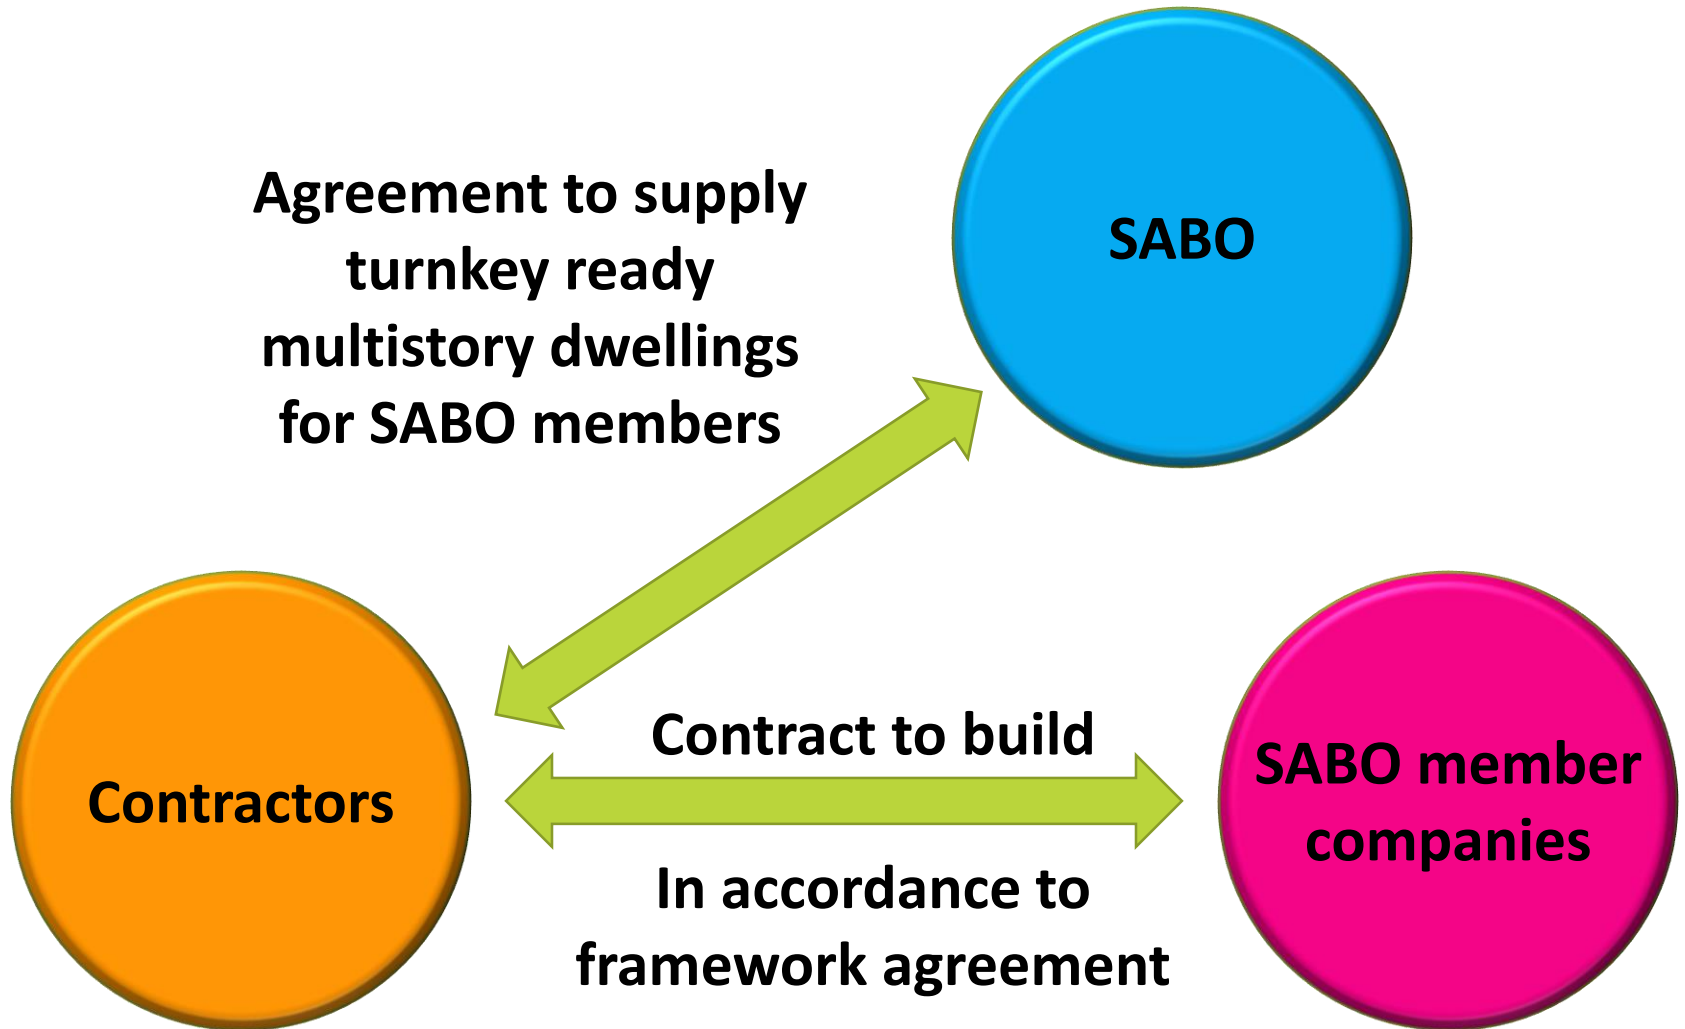 SABO
Agreement to supply
turnkey ready
multistory dwellings
for SABO members
Contract to build
Contractors
SABO member
companies
In accordance to
framework agreement